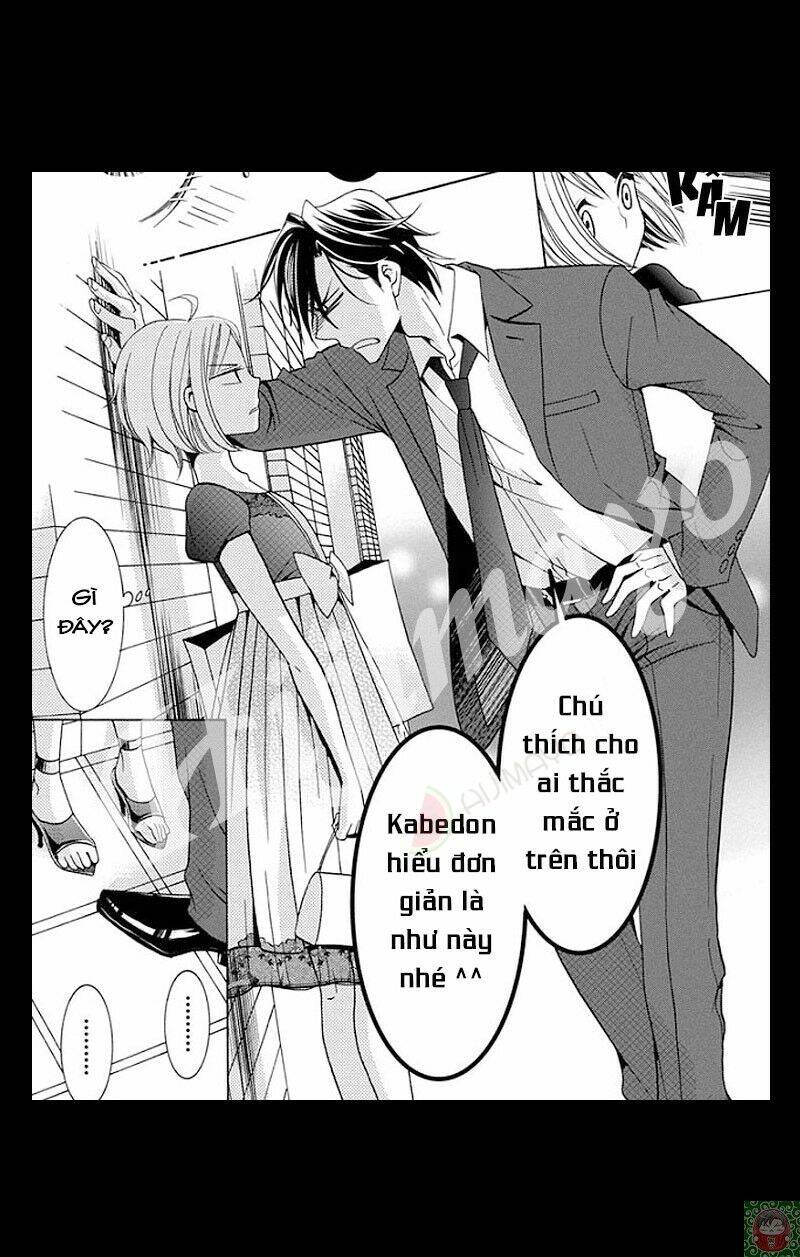 RẦM
Chú
thích cho
ai thắc
mắc ở
trên thôi
Kabedon
hiểu đơn
giản là
như này
nhé ^^
GÌ
ĐÂY?
.......
.......
AIJIMAYO